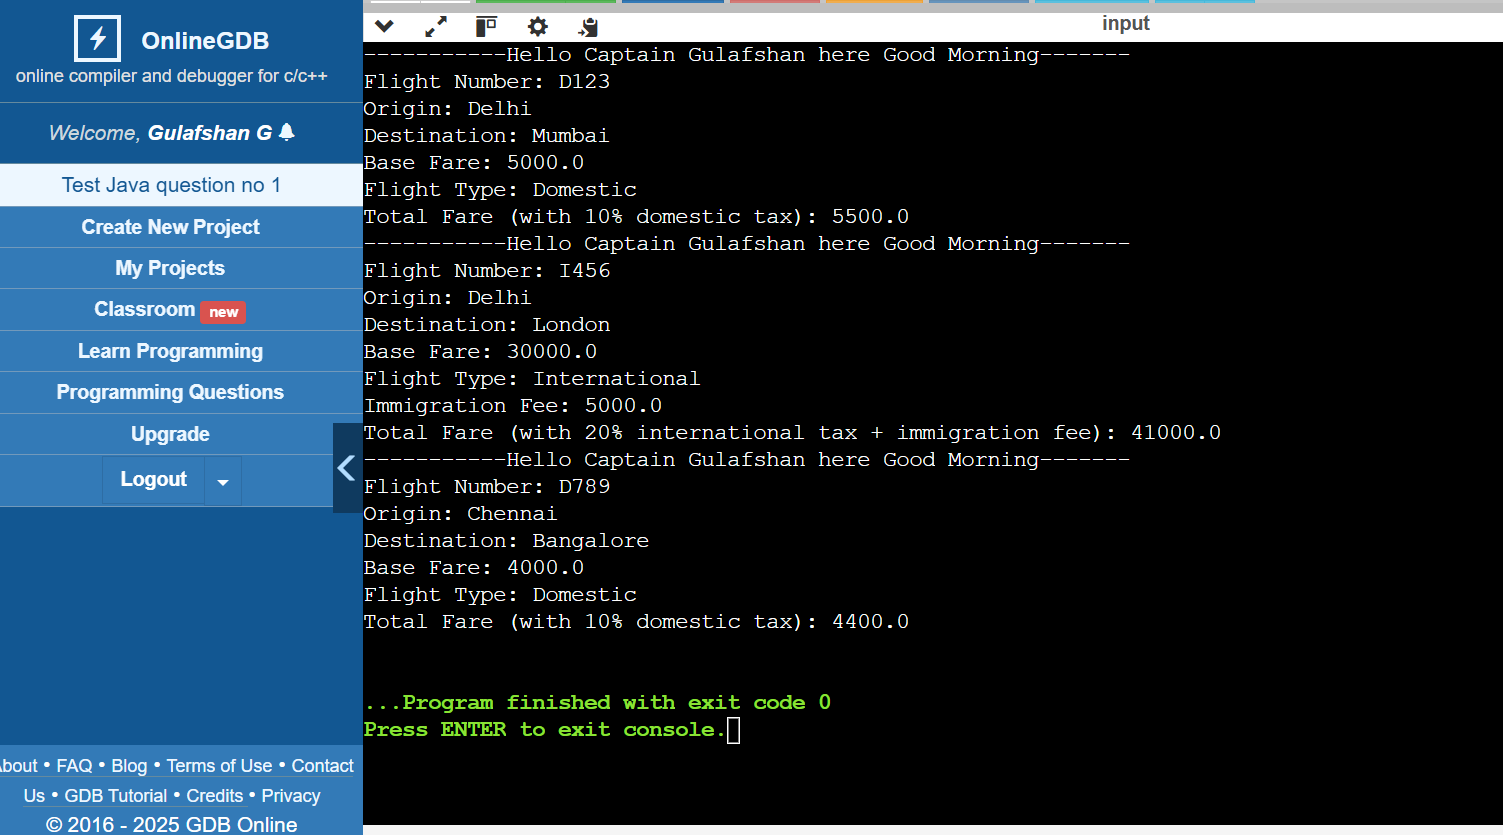 OnlineGDB
online compiler and debugger for c/c++
Welcome, Gulafshan G
Test Java question no 1
Create New Project
My Projects
Classroom new
Learn Programming
Programming Questions
Upgrade
Logout
bout • FAQ • Blog • Terms of Use • Contact
Us • GDB Tutorial • Credits • Privacy
© 2016 - 2025 GDB Online
input
-----------Hello Captain Gulafshan here Good Morning-------
Flight Number: D123
Origin: Delhi
Destination: Mumbai
Base Fare: 5000.0
Flight Type: Domestic
Total Fare (with 10% domestic tax): 5500.0
-----------Hello Captain Gulafshan here Good Morning-------
Flight Number: I456
Origin: Delhi
Destination: London
Base Fare: 30000.0
Flight Type: International
Immigration Fee: 5000.0
Total Fare (with 20% international tax + immigration fee): 41000.0
-----------Hello Captain Gulafshan here Good Morning-------
Flight Number: D789
Origin: Chennai
Destination: Bangalore
Base Fare: 4000.0
Flight Type: Domestic
Total Fare (with 10% domestic tax): 4400.0
...Program finished with exit code 0
Press ENTER to exit console.